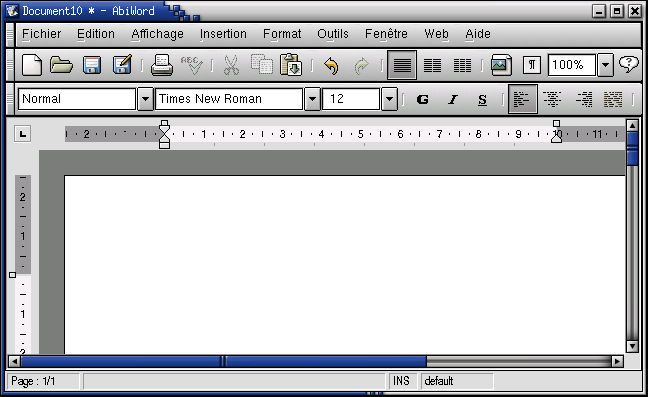 Document10 * - AbiWord
Fichier Edition Affichage Insertion Format Outils Fenêtre Web Aide
ABC ¶ 100% ?
Normal Times New Roman 12 G I S
L 2 1 1 2 3 4 5 6 7 8 9 10 11
2
1
1
2
Page : 1/1 INS default